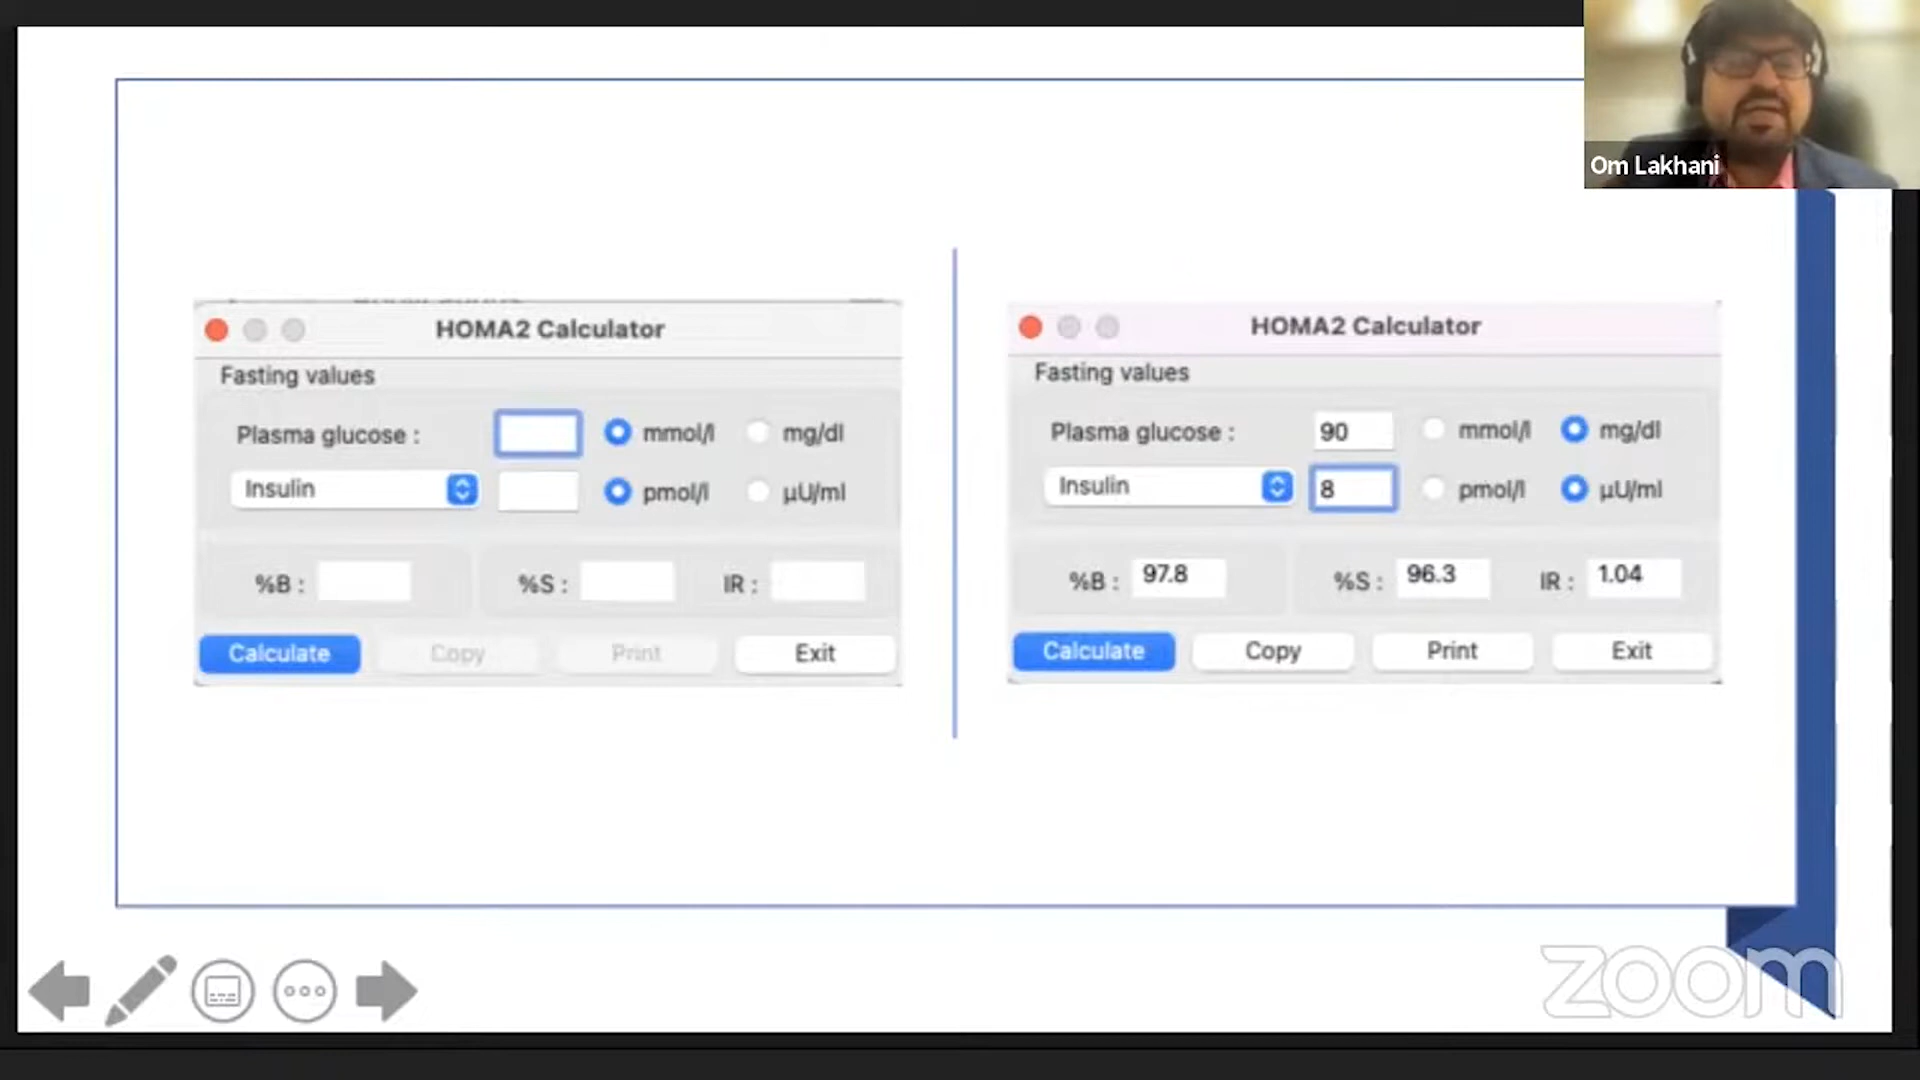 Om Lakhani
HOMA2 Calculator
Fasting values
Plasma glucose : mmol/l mg/dl
Insulin pmol/l µU/ml
%B : %S : IR :
Calculate Copy Print Exit
HOMA2 Calculator
Fasting values
Plasma glucose : 90 mmol/l mg/dl
Insulin 8 pmol/l µU/ml
%B : 97.8 %S : 96.3 IR : 1.04
Calculate Copy Print Exit
zoom